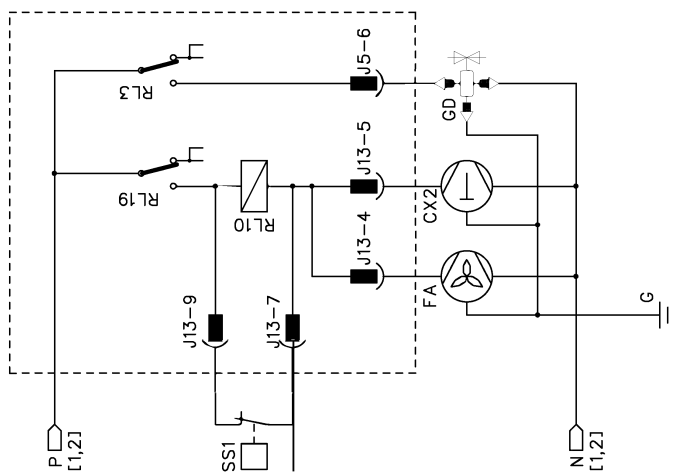 J5-6
RL3
GD
J13-5
RL19
CX2
RL10
J13-4
FA
G
J13-9
J13-7
SS1
P
[1,2]
N
[1,2]